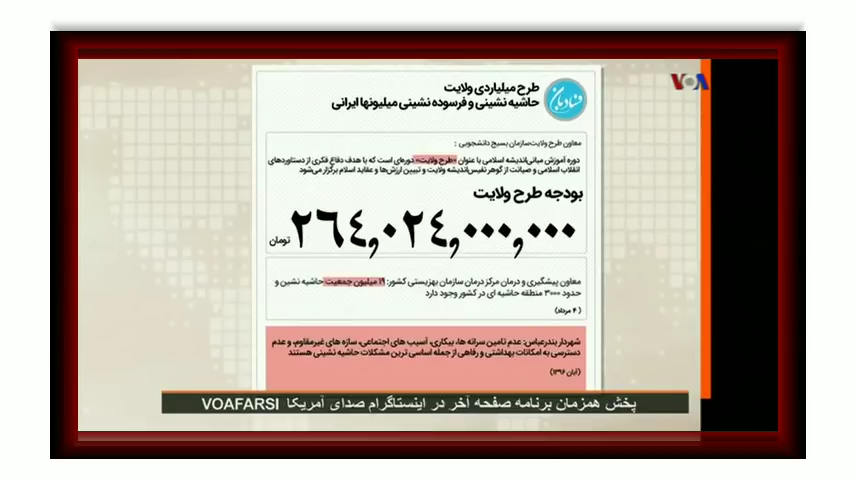 VOA
طرح میلیاردی ولایت
حاشیه نشینی و فرسوده نشینی میلیونها ایرانی
معاون طرح ولایت‌سازمان بسیج دانشجویی :
دوره آموزش مبانی‌اندیشه اسلامی با عنوان «طرح ولایت» دوره‌ای است که با هدف دفاع فکری از دستاوردهای
انقلاب اسلامی و صیانت از گوهر نفیس‌اندیشه ولایت و تبیین ارزش‌ها و عقاید اسلام برگزار می‌شود
بودجه طرح ولایت
۲۶۴,۰۲۴,۰۰۰,۰۰۰ تومان
معاون پیشگیری و درمان مرکز درمان سازمان بهزیستی کشور: ۱۹ میلیون جمعیت حاشیه نشین و
حدود ۳۰۰۰ منطقه حاشیه ای در کشور وجود دارد
(۴ مرداد)
شهردار بندرعباس: عدم تامین سرانه ها، بیکاری، آسیب های اجتماعی، سازه های غیرمقاوم، و عدم
دسترسی به امکانات بهداشتی و رفاهی از جمله اساسی ترین مشکلات حاشیه نشینی هستند
(آبان ۱۳۹۶)
پخش همزمان برنامه صفحه آخر در اینستاگرام صدای آمریکا VOAFARSI